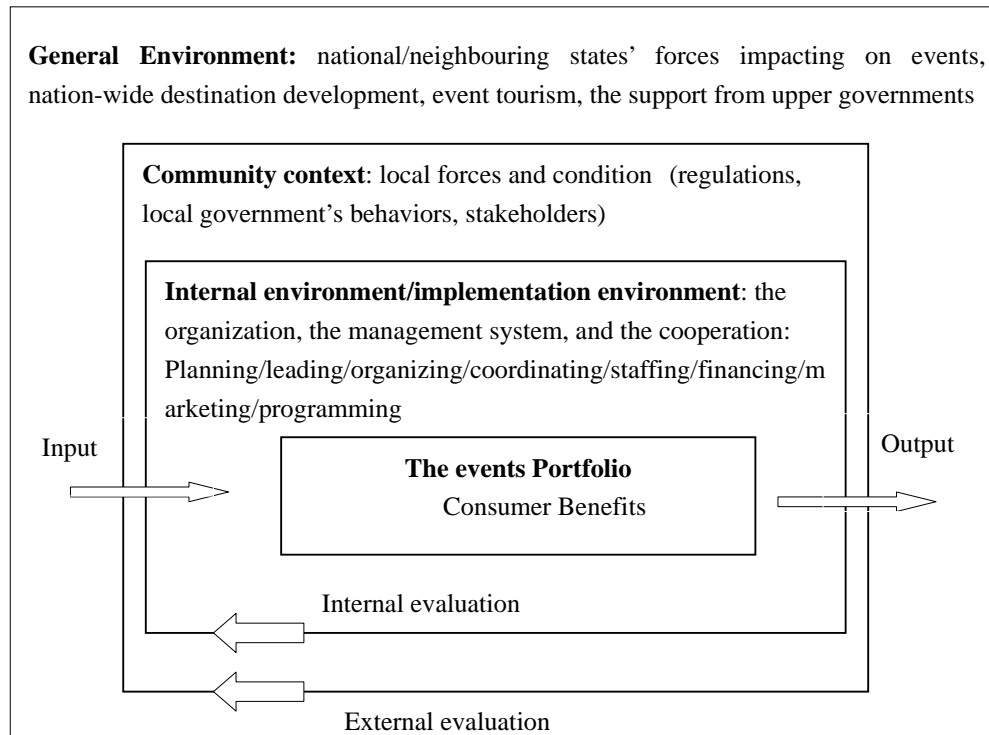 General Environment: national/neighbouring states' forces impacting on events,
nation-wide destination development, event tourism, the support from upper governments
Community context: local forces and condition (regulations,
local government's behaviors, stakeholders)
Internal environment/implementation environment: the
organization, the management system, and the cooperation:
Planning/leading/organizing/coordinating/staffing/financing/m
arketing/programming
Input
Output
The events Portfolio
Consumer Benefits
Internal evaluation
External evaluation